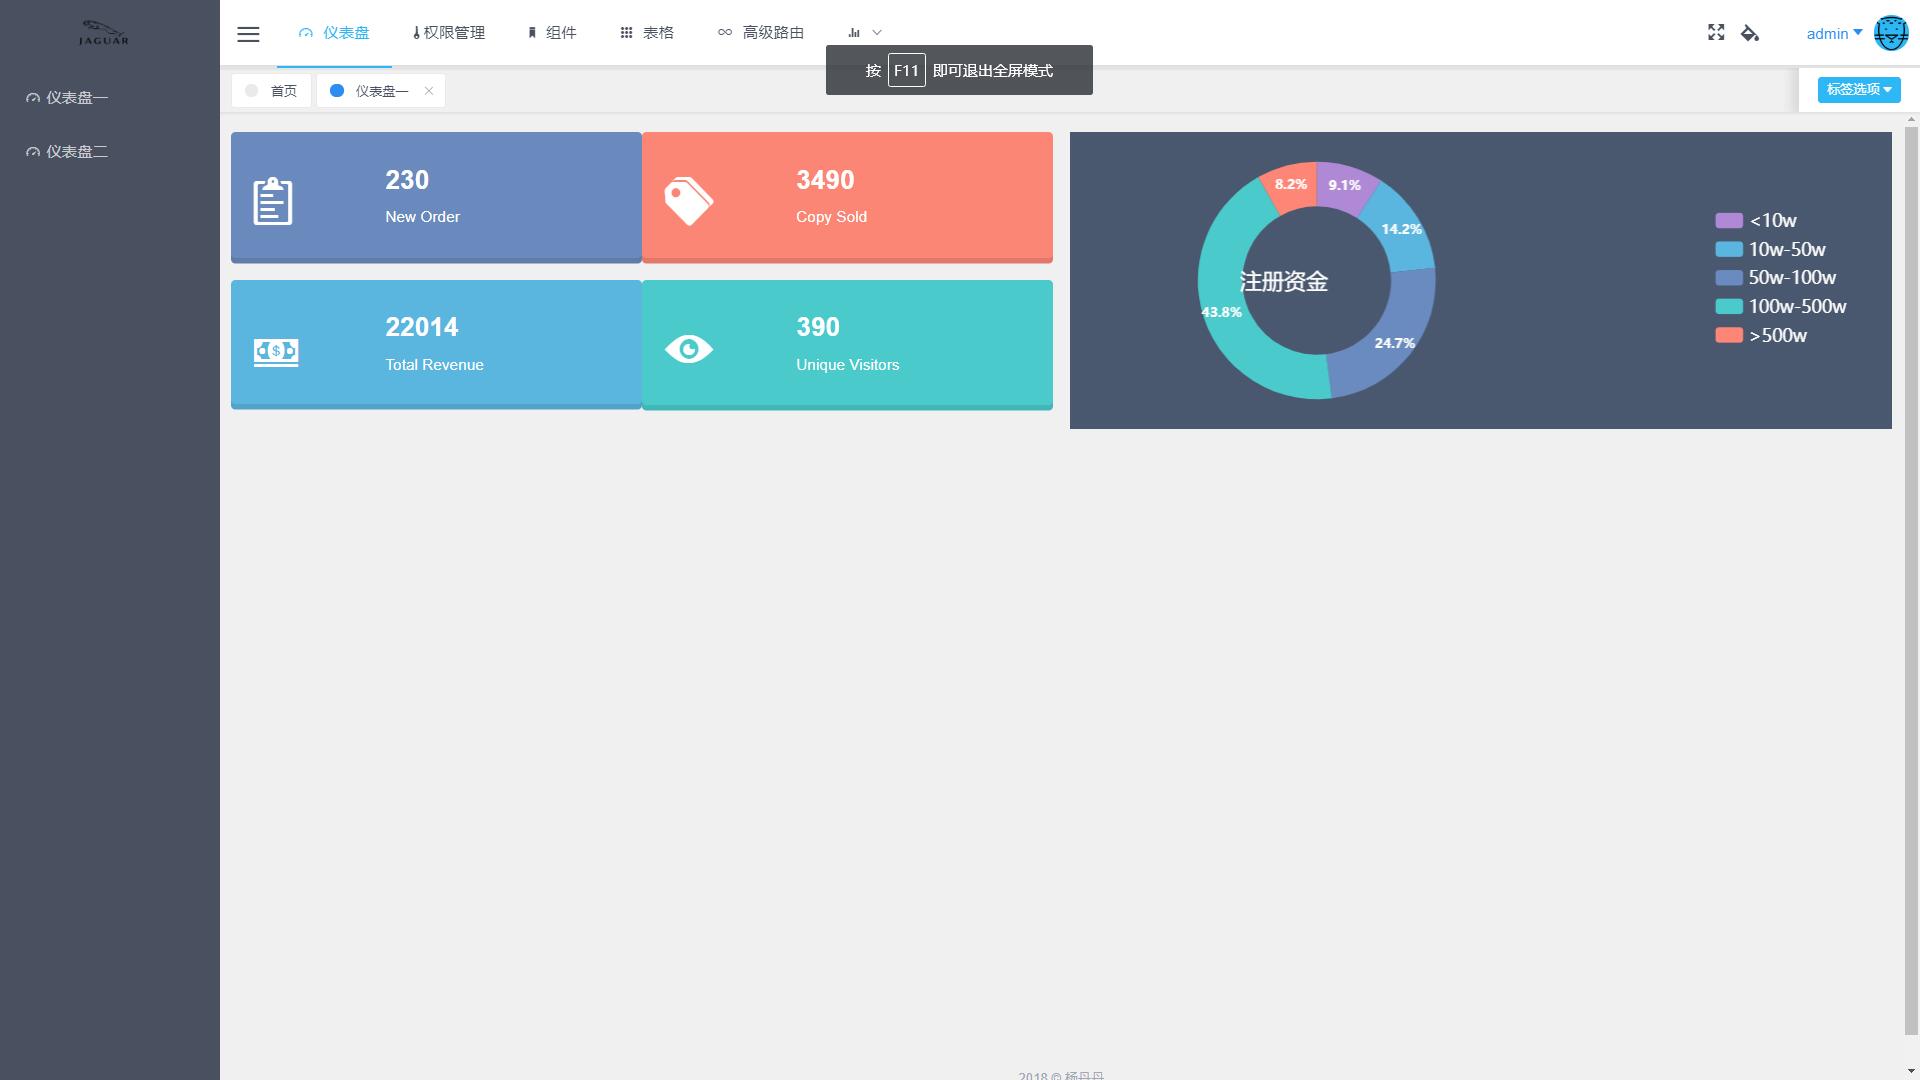 JAGUAR
仪表盘一
仪表盘二
仪表盘
权限管理
组件
表格
高级路由
admin
按 F11 即可退出全屏模式
首页
仪表盘一
标签选项
230
New Order
3490
Copy Sold
22014
Total Revenue
390
Unique Visitors
8.2%
9.1%
14.2%
24.7%
43.8%
注册资金
<10w
10w-50w
50w-100w
100w-500w
>500w
2018 © 杨丹丹